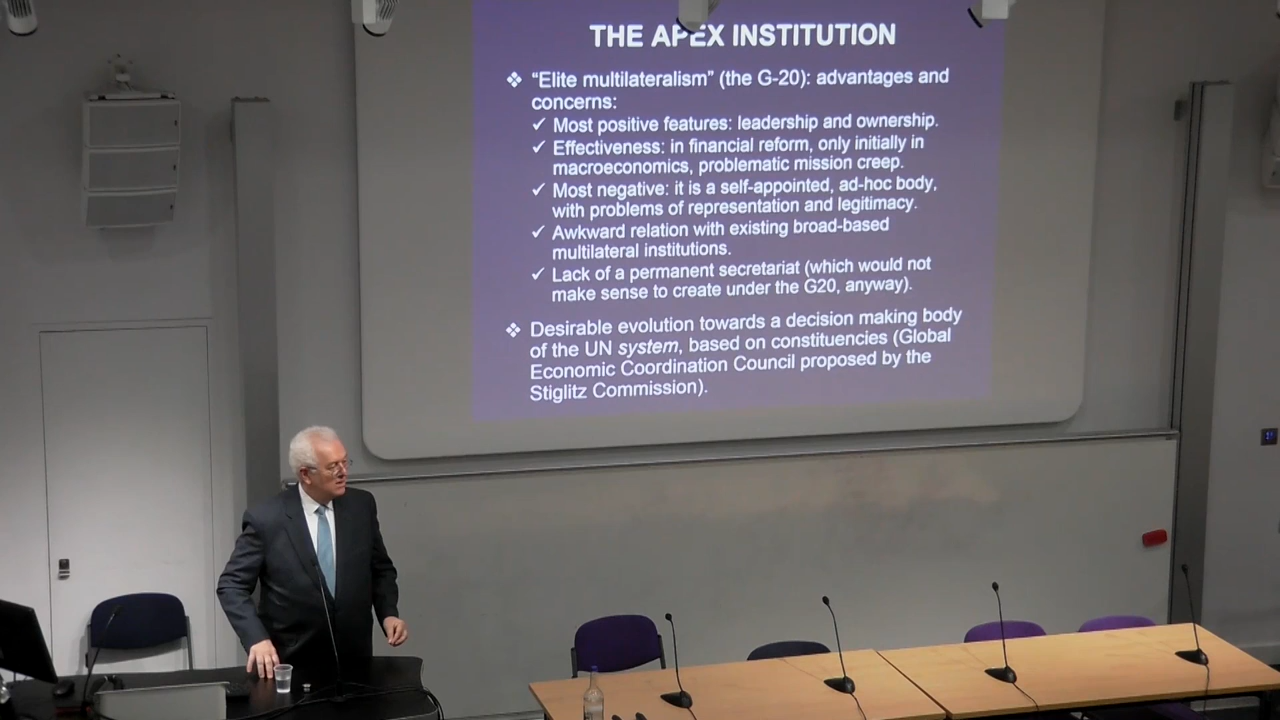 THE APEX INSTITUTION
❖ “Elite multilateralism” (the G-20): advantages and
concerns:
✓ Most positive features: leadership and ownership.
✓ Effectiveness: in financial reform, only initially in
macroeconomics, problematic mission creep.
✓ Most negative: it is a self-appointed, ad-hoc body,
with problems of representation and legitimacy.
✓ Awkward relation with existing broad-based
multilateral institutions.
✓ Lack of a permanent secretariat (which would not
make sense to create under the G20, anyway).
❖ Desirable evolution towards a decision making body
of the UN system, based on constituencies (Global
Economic Coordination Council proposed by the
Stiglitz Commission).